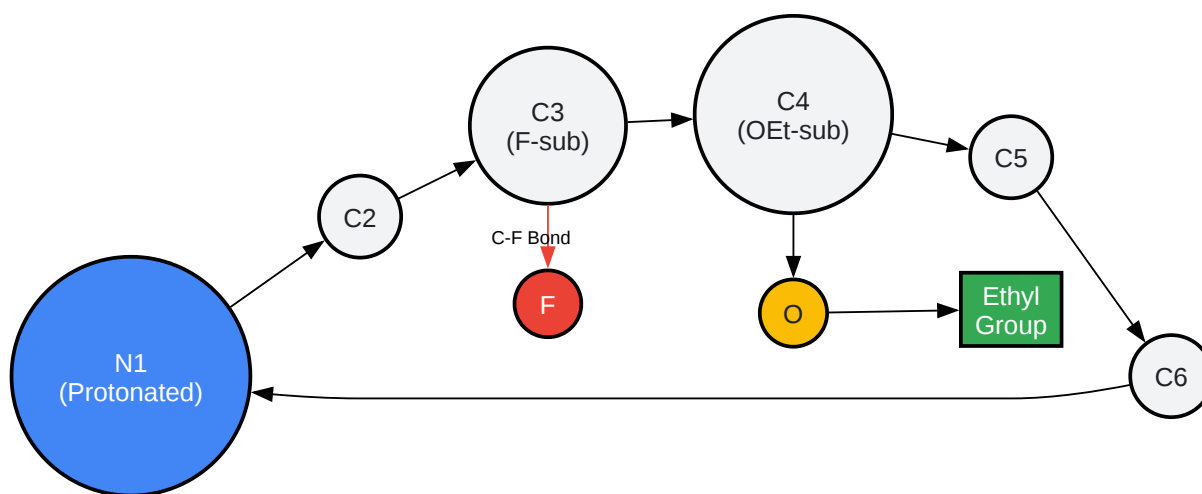 C3
(F-sub)
C4
(OEt-sub)
C5
C2
C-F Bond
F
O
Ethyl
Group
N1
(Protonated)
C6